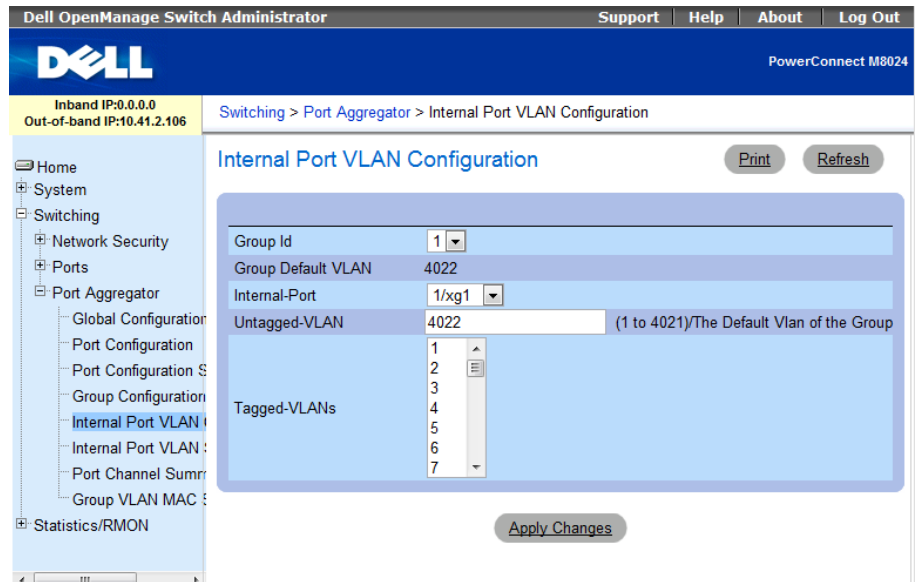 Dell OpenManage Switch Administrator Support Help About Log Out
DELL
PowerConnect M8024
Inband IP:0.0.0.0
Out-of-band IP:10.41.2.106
Switching > Port Aggregator > Internal Port VLAN Configuration
Home
System
Switching
Network Security
Ports
Port Aggregator
Global Configuration
Port Configuration
Port Configuration S
Group Configuration
Internal Port VLAN
Internal Port VLAN
Port Channel Summ
Group VLAN MAC
Statistics/RMON
Internal Port VLAN Configuration
Print Refresh
Group Id 1
Group Default VLAN 4022
Internal-Port 1/xg1
Untagged-VLAN 4022 (1 to 4021)/The Default Vlan of the Group
Tagged-VLANs
1
2
3
4
5
6
7
Apply Changes